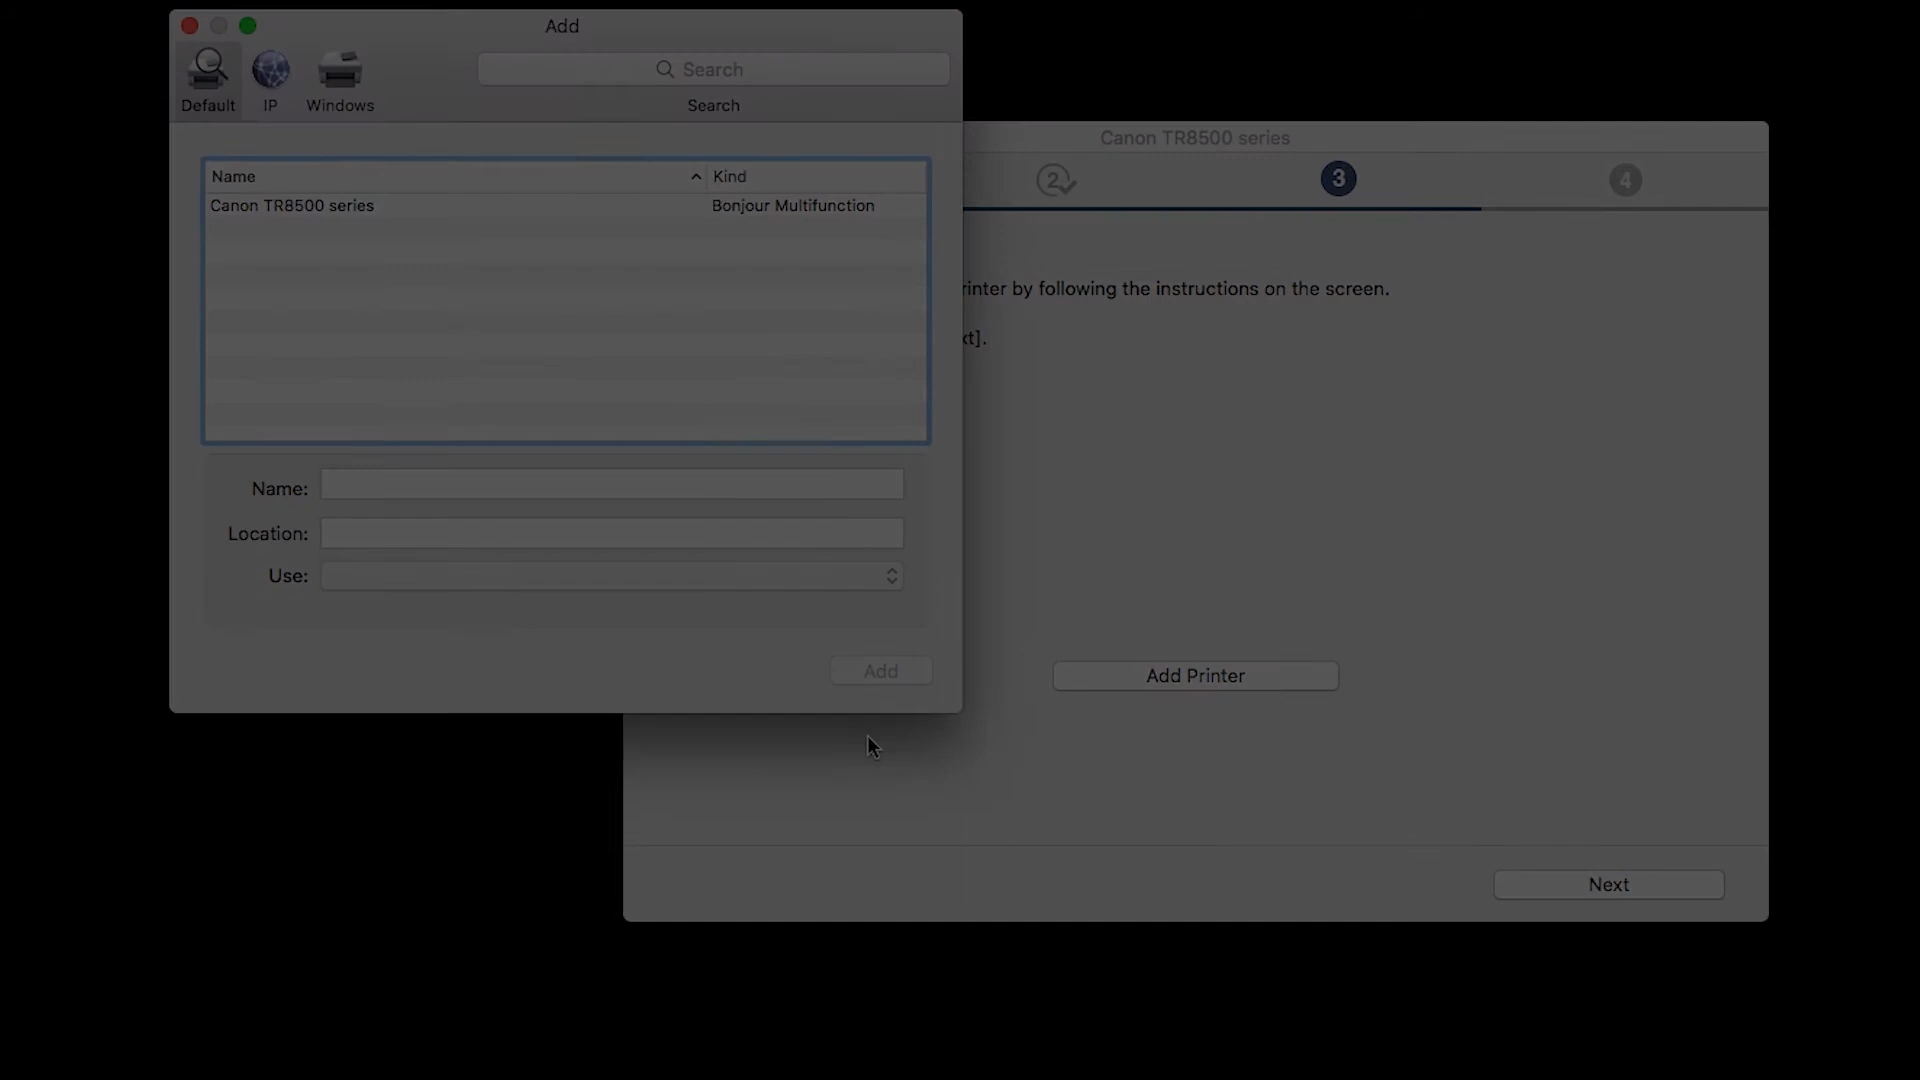 Add
Default
IP
Windows
Search
Search
Name
Kind
Canon TR8500 series
Bonjour Multifunction
Name:
Location:
Use:
Add
Canon TR8500 series
2
3
4
rinter by following the instructions on the screen.
xt].
Add Printer
Next